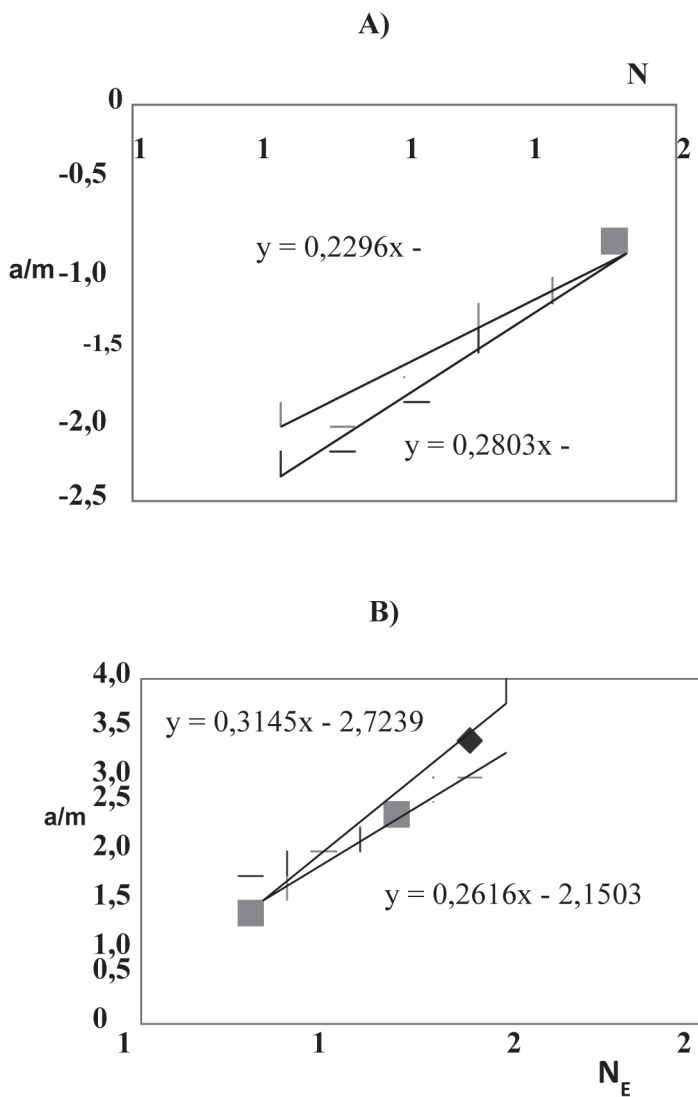 A)
N
0
1 1 1 1 2
-0,5
y = 0,2296x -
a/m
-1,0
-1,5
-2,0
y = 0,2803x -
-2,5
B)
4,0
y = 0,3145x - 2,7239
3,5
3,0
2,5
a/m
2,0
y = 0,2616x - 2,1503
1,5
1,0
0,5
0
1 1 2 2
NE